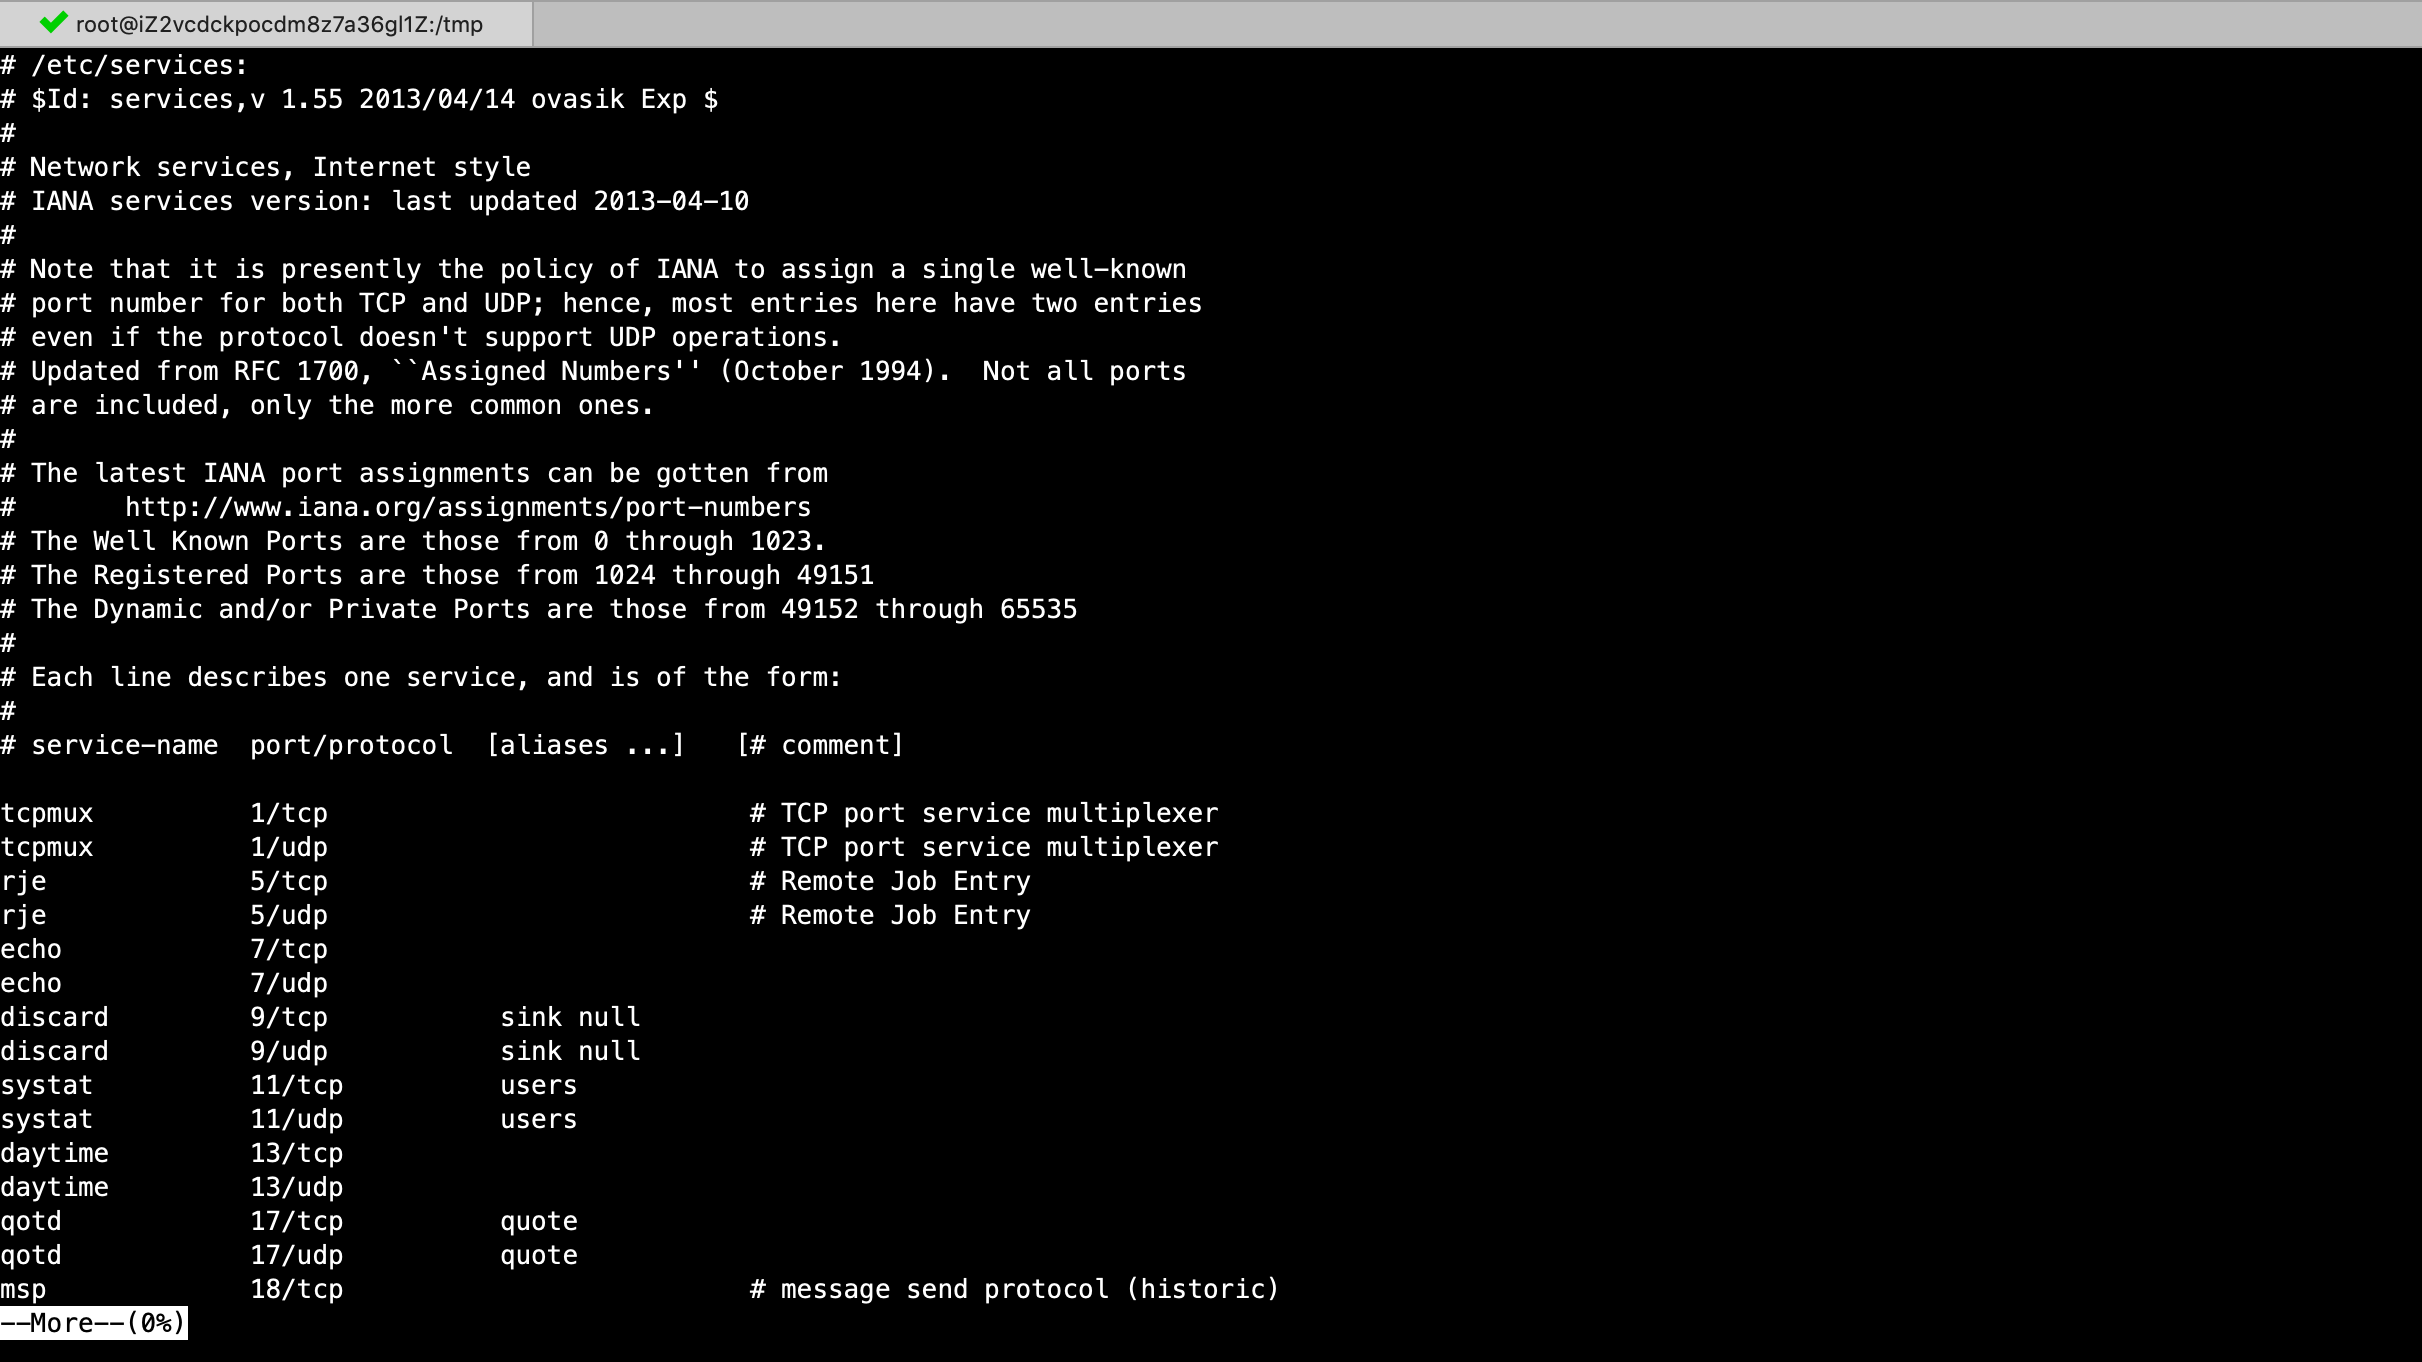 root@iZ2vcdckpocdm8z7a36gl1Z:/tmp
# /etc/services:
# $Id: services,v 1.55 2013/04/14 ovasik Exp $
#
# Network services, Internet style
# IANA services version: last updated 2013-04-10
#
# Note that it is presently the policy of IANA to assign a single well-known
# port number for both TCP and UDP; hence, most entries here have two entries
# even if the protocol doesn't support UDP operations.
# Updated from RFC 1700, ``Assigned Numbers'' (October 1994).  Not all ports
# are included, only the more common ones.
#
# The latest IANA port assignments can be gotten from
#       http://www.iana.org/assignments/port-numbers
# The Well Known Ports are those from 0 through 1023.
# The Registered Ports are those from 1024 through 49151
# The Dynamic and/or Private Ports are those from 49152 through 65535
#
# Each line describes one service, and is of the form:
#
# service-name  port/protocol  [aliases ...]   [# comment]

tcpmux          1/tcp                           # TCP port service multiplexer
tcpmux          1/udp                           # TCP port service multiplexer
rje             5/tcp                           # Remote Job Entry
rje             5/udp                           # Remote Job Entry
echo            7/tcp
echo            7/udp
discard         9/tcp           sink null
discard         9/udp           sink null
systat          11/tcp          users
systat          11/udp          users
daytime         13/tcp
daytime         13/udp
qotd            17/tcp          quote
qotd            17/udp          quote
msp             18/tcp                          # message send protocol (historic)
--More--(0%)